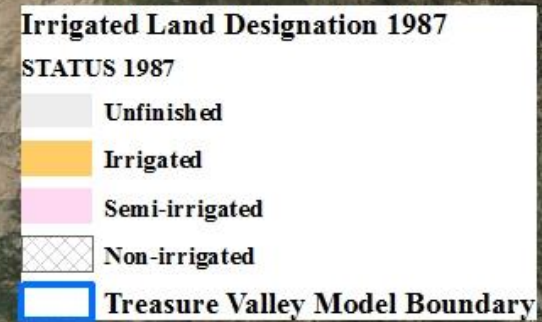 Irrigated Land Designation 1987
STATUS 1987
Unfinished
Irrigated
Semi-irrigated
Non-irrigated
Treasure Valley Model Boundary